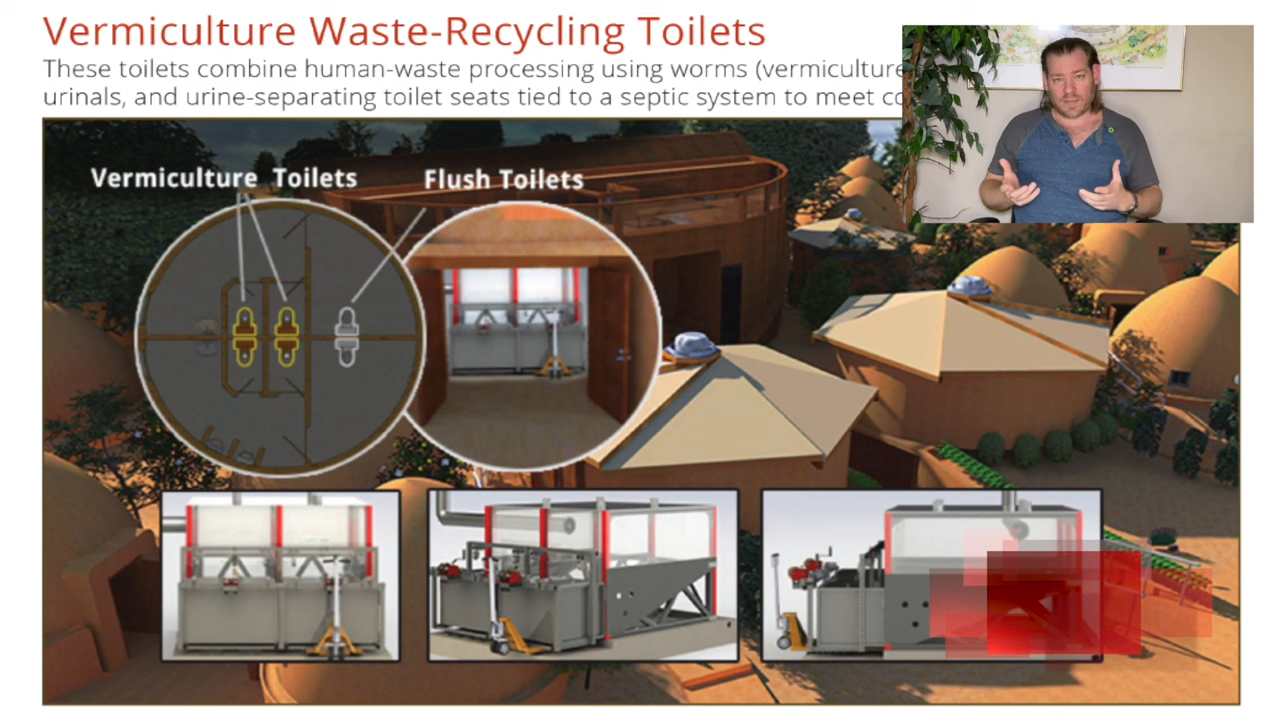 Vermiculture Waste-Recycling Toilets
These toilets combine human-waste processing using worms (vermiculture
urinals, and urine-separating toilet seats tied to a septic system to meet
Vermiculture Toilets
Flush Toilets